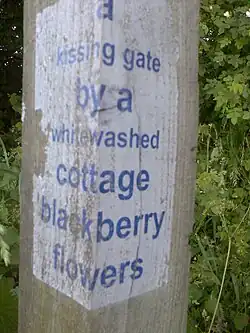 a
kissing gate
by a
whitewashed
cottage
blackberry
flowers